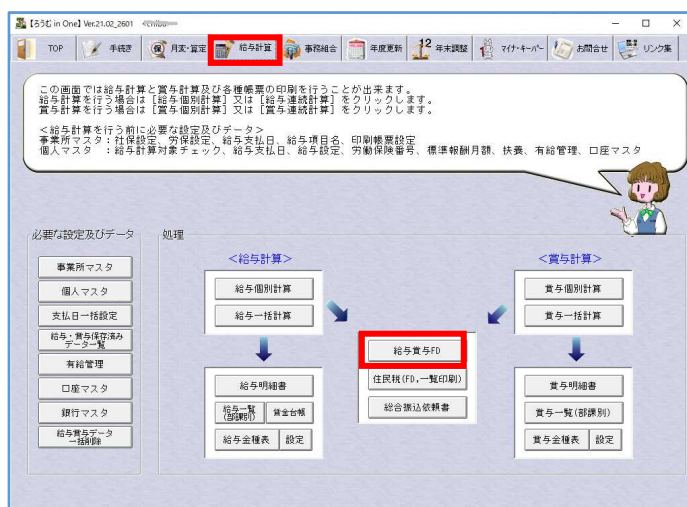 【ろうむ in One】 Ver.21.02_2601
TOP
手続き
月変・算定
給与計算
事務組合
年度更新
12
年末調整
マイナ・キーパー
お問合せ
リンク集
この画面では給与計算と賞与計算及び各種帳票の印刷を行うことが出来ます。
給与計算を行う場合は [給与個別計算] 又は [給与連続計算] をクリックします。
賞与計算を行う場合は [賞与個別計算] 又は [賞与連続計算] をクリックします。
<給与計算を行う前に必要な設定及びデータ>
事業所マスタ：社保設定、労保設定、給与支払日、給与項目名、印刷帳票設定
個人マスタ　：給与計算対象チェック、給与支払日、給与設定、労働保険番号、標準報酬月額、扶養、有給管理、口座マスタ
必要な設定及びデータ
事業所マスタ
個人マスタ
支払日一括設定
給与・賞与保存済み
データ一覧
有給管理
口座マスタ
銀行マスタ
給与賞与データ
一括削除
処理
<給与計算>
給与個別計算
給与一括計算
給与明細書
給与一覧
(部課別)
賃金台帳
給与金種表
設定
給与賞与FD
住民税(FD,一覧印刷)
総合振込依頼書
<賞与計算>
賞与個別計算
賞与一括計算
賞与明細書
賞与一覧(部課別)
賞与金種表
設定